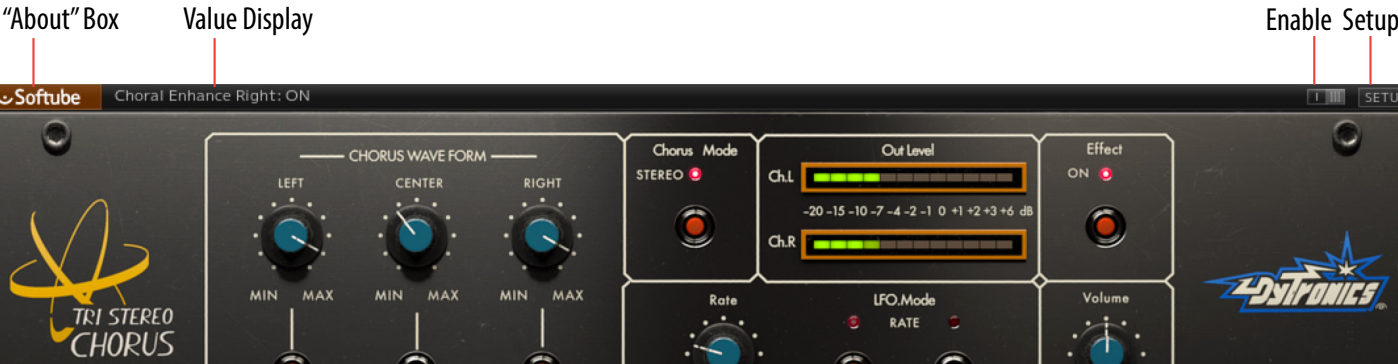 “About” Box Value Display Enable Setup
Softube Choral Enhance Right: ON I SETU
CHORUS WAVE FORM Chorus Mode Out Level Effect
STEREO Ch.L ON
LEFT CENTER RIGHT
-20 -15 -10 -7 -4 -2 -1 0 +1 +2 +3 +6 dB
Ch.R
MIN MAX MIN MAX MIN MAX Rate LFO.Mode Volume
RATE
TRI STEREO
CHORUS
DYTRONICS